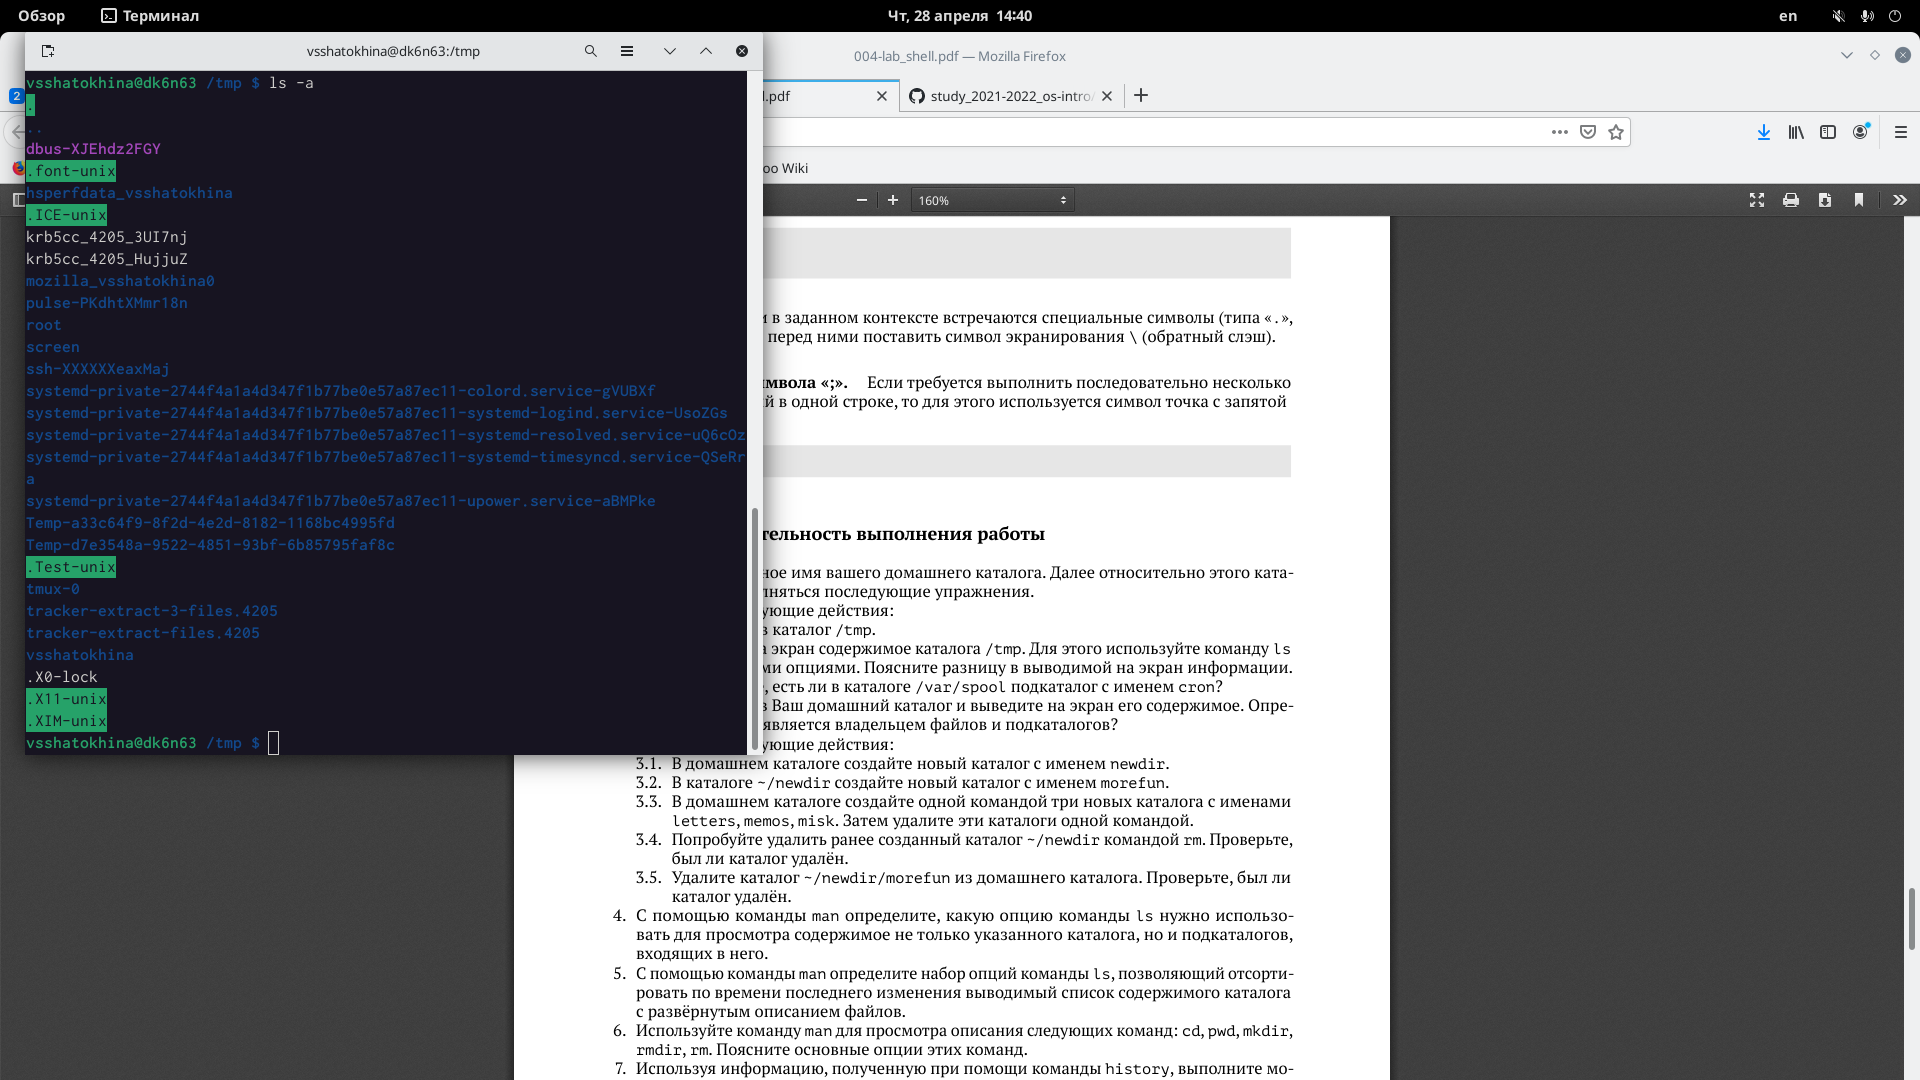 Обзор
Терминал
Чт, 28 апреля 14:40
en
vsshatokhina@dk6n63:/tmp
004-lab_shell.pdf — Mozilla Firefox
2
l.pdf
study_2021-2022_os-intro/
oo Wiki
160%
vsshatokhina@dk6n63 /tmp $ ls -a
.
..
dbus-XJEhdz2FGY
.font-unix
hsperfdata_vsshatokhina
.ICE-unix
krb5cc_4205_3UI7nj
krb5cc_4205_HujjuZ
mozilla_vsshatokhina0
pulse-PKdhtXMmr18n
root
screen
ssh-XXXXXXeaxMaj
systemd-private-2744f4a1a4d347f1b77be0e57a87ec11-colord.service-gVUBXf
systemd-private-2744f4a1a4d347f1b77be0e57a87ec11-systemd-logind.service-UsoZGs
systemd-private-2744f4a1a4d347f1b77be0e57a87ec11-systemd-resolved.service-uQ6cOz
systemd-private-2744f4a1a4d347f1b77be0e57a87ec11-systemd-timesyncd.service-QSeRr
a
systemd-private-2744f4a1a4d347f1b77be0e57a87ec11-upower.service-aBMPke
Temp-a33c64f9-8f2d-4e2d-8182-1168bc4995fd
Temp-d7e3548a-9522-4851-93bf-6b85795faf8c
.Test-unix
tmux-0
tracker-extract-3-files.4205
tracker-extract-files.4205
vsshatokhina
.X0-lock
.X11-unix
.XIM-unix
vsshatokhina@dk6n63 /tmp $
и в заданном контексте встречаются специальные символы (типа «.»,
перед ними поставить символ экранирования \ (обратный слэш).
мвола «;». Если требуется выполнить последовательно несколько
й в одной строке, то для этого используется символ точка с запятой
тельность выполнения работы
ное имя вашего домашнего каталога. Далее относительно этого ката-
лняться последующие упражнения.
ующие действия:
в каталог /tmp.
а экран содержимое каталога /tmp. Для этого используйте команду ls
ми опциями. Поясните разницу в выводимой на экран информации.
, есть ли в каталоге /var/spool подкаталог с именем cron?
в Ваш домашний каталог и выведите на экран его содержимое. Опре-
является владельцем файлов и подкаталогов?
ующие действия:
3.1. В домашнем каталоге создайте новый каталог с именем newdir.
3.2. В каталоге ~/newdir создайте новый каталог с именем morefun.
3.3. В домашнем каталоге создайте одной командой три новых каталога с именами
letters, memos, misk. Затем удалите эти каталоги одной командой.
3.4. Попробуйте удалить ранее созданный каталог ~/newdir командой rm. Проверьте,
был ли каталог удалён.
3.5. Удалите каталог ~/newdir/morefun из домашнего каталога. Проверьте, был ли
каталог удалён.
4. С помощью команды man определите, какую опцию команды ls нужно использо-
вать для просмотра содержимое не только указанного каталога, но и подкаталогов,
входящих в него.
5. С помощью команды man определите набор опций команды ls, позволяющий отсорти-
ровать по времени последнего изменения выводимый список содержимого каталога
с развёрнутым описанием файлов.
6. Используйте команду man для просмотра описания следующих команд: cd, pwd, mkdir,
rmdir, rm. Поясните основные опции этих команд.
7. Используя информацию, полученную при помощи команды history, выполните мо-